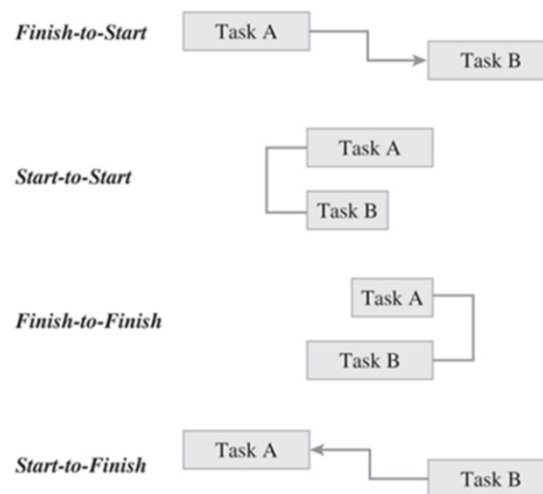 Finish-to-Start
Task A
Task B
Start-to-Start
Task A
Task B
Finish-to-Finish
Task A
Task B
Start-to-Finish
Task A
Task B